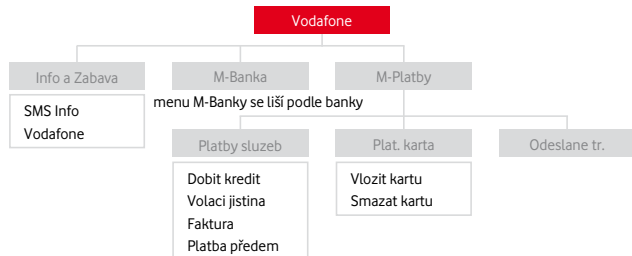 Vodafone
Info a Zabava
M-Banka
M-Platby
SMS Info
Vodafone
menu M-Banky se liší podle banky
Platby sluzeb
Plat. karta
Odeslane tr.
Dobit kredit
Volaci jistina
Faktura
Platba předem
Vlozit kartu
Smazat kartu